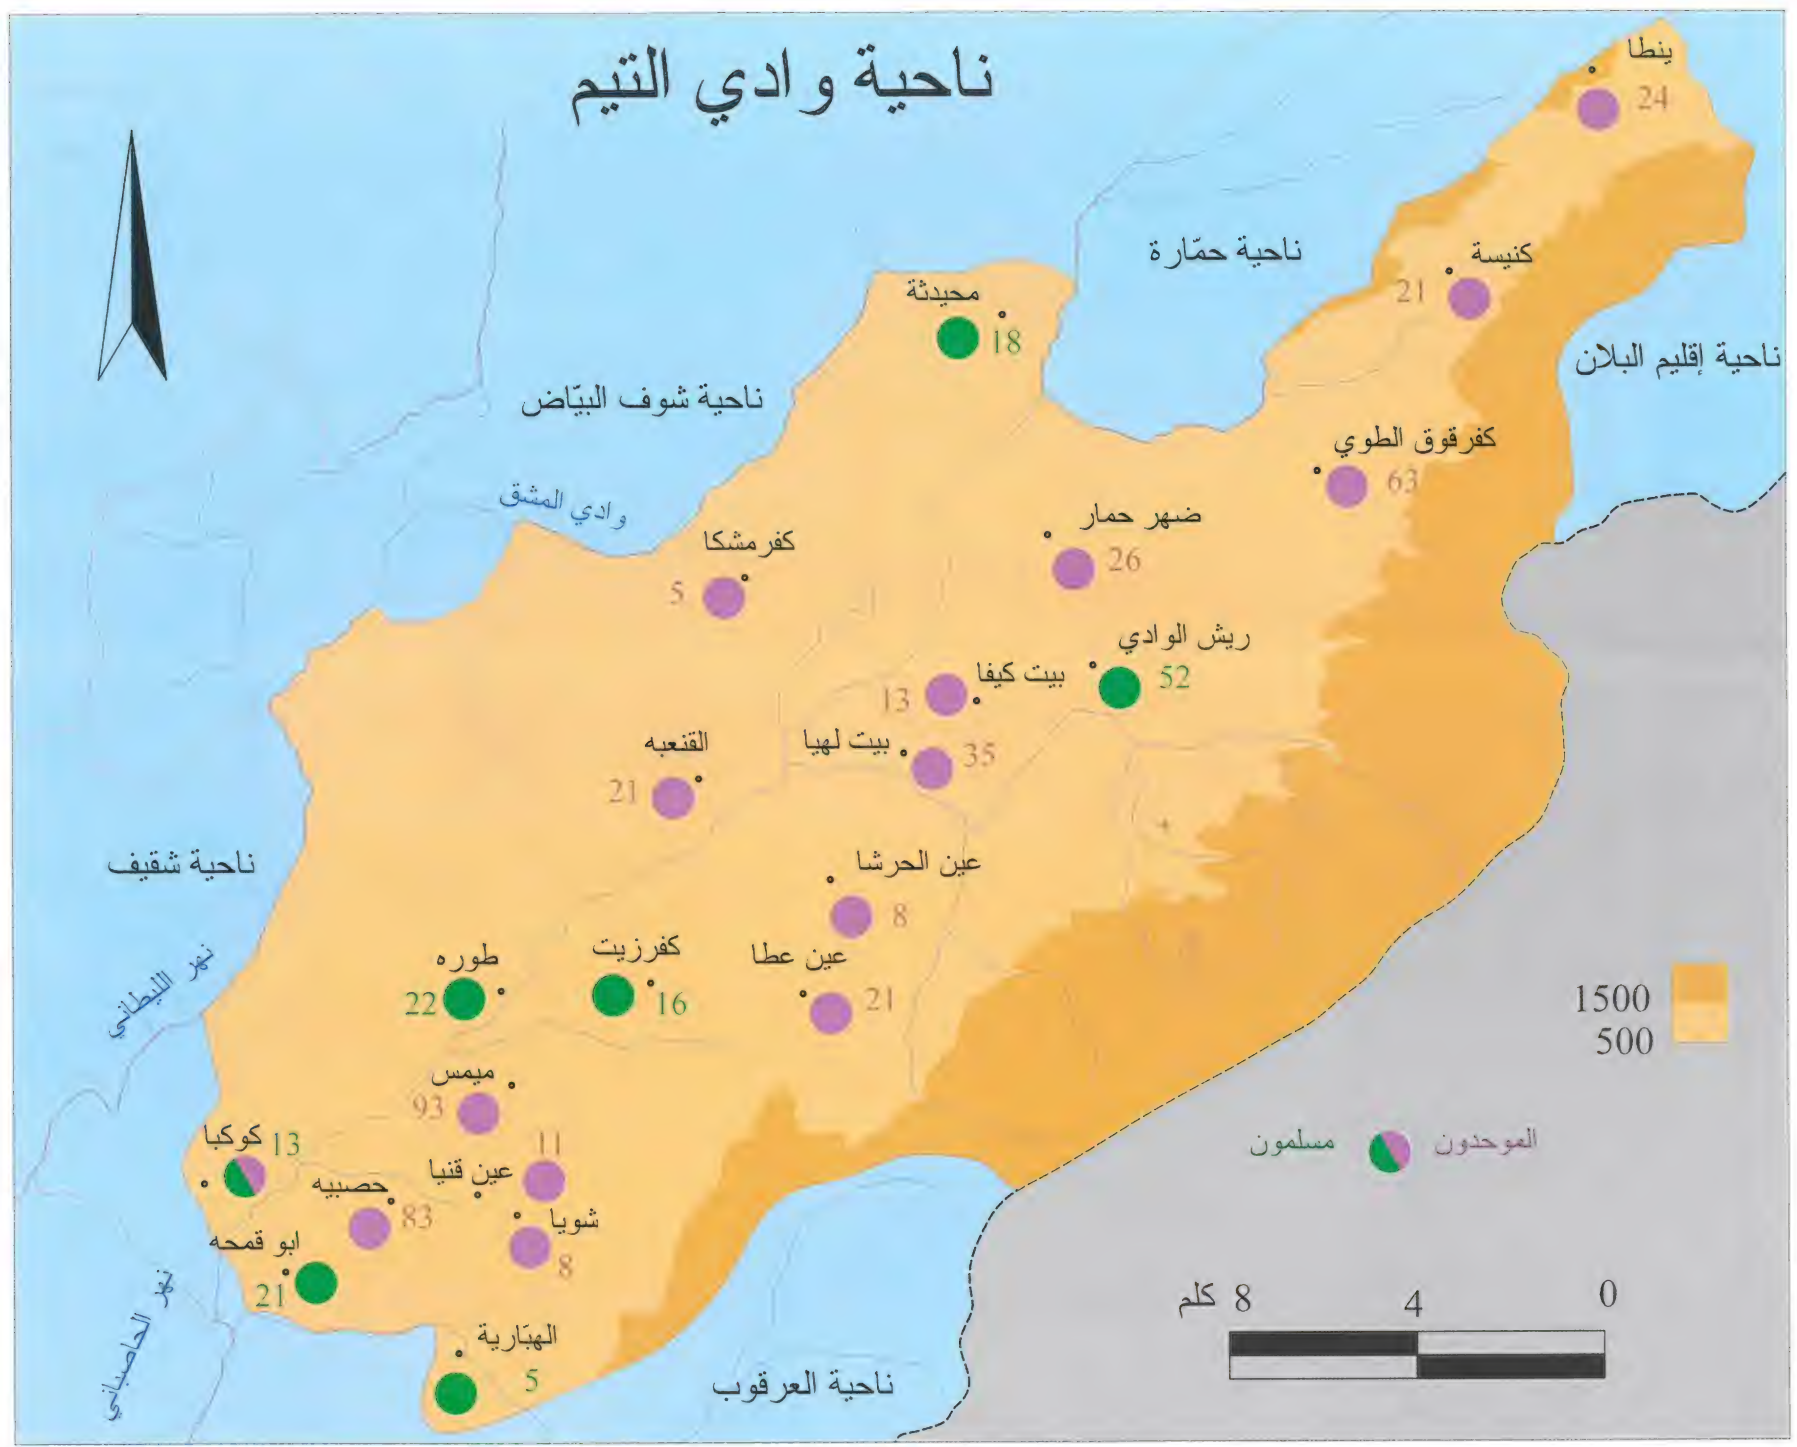 ناحية وادي التيم
ينطا
24
ناحية حمّارة
كنيسة
21
محيدثة
18
ناحية إقليم البلان
ناحية شوف البيّاض
كفرقوق الطوي
63
وادي المشق
ضهر حمار
26
كفرمشكا
5
ريش الوادي
52
بيت كيفا
13
بيت لهيا
35
القنعبه
21
ناحية شقيف
عين الحرشا
8
كفرزيت
16
طوره
22
عين عطا
21
نهر الليطاني
1500
500
ميمس
93
كوكبا
13
11
عين قنيا
حصبيه
83
شويا
8
الموحدون
مسلمون
ابو قمحه
21
نهر الحاصباني
الهبّارية
5
ناحية العرقوب
0
4
8 كلم